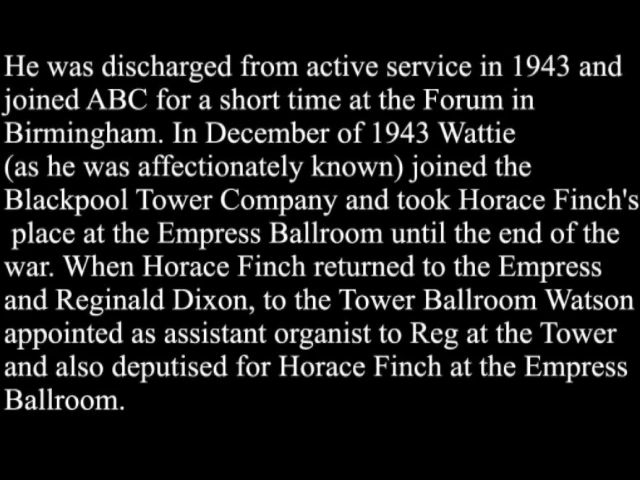 He was discharged from active service in 1943 and
joined ABC for a short time at the Forum in
Birmingham. In December of 1943 Wattie
(as he was affectionately known) joined the
Blackpool Tower Company and took Horace Finch's
place at the Empress Ballroom until the end of the
war. When Horace Finch returned to the Empress
and Reginald Dixon, to the Tower Ballroom Watson
appointed as assistant organist to Reg at the Tower
and also deputised for Horace Finch at the Empress
Ballroom.